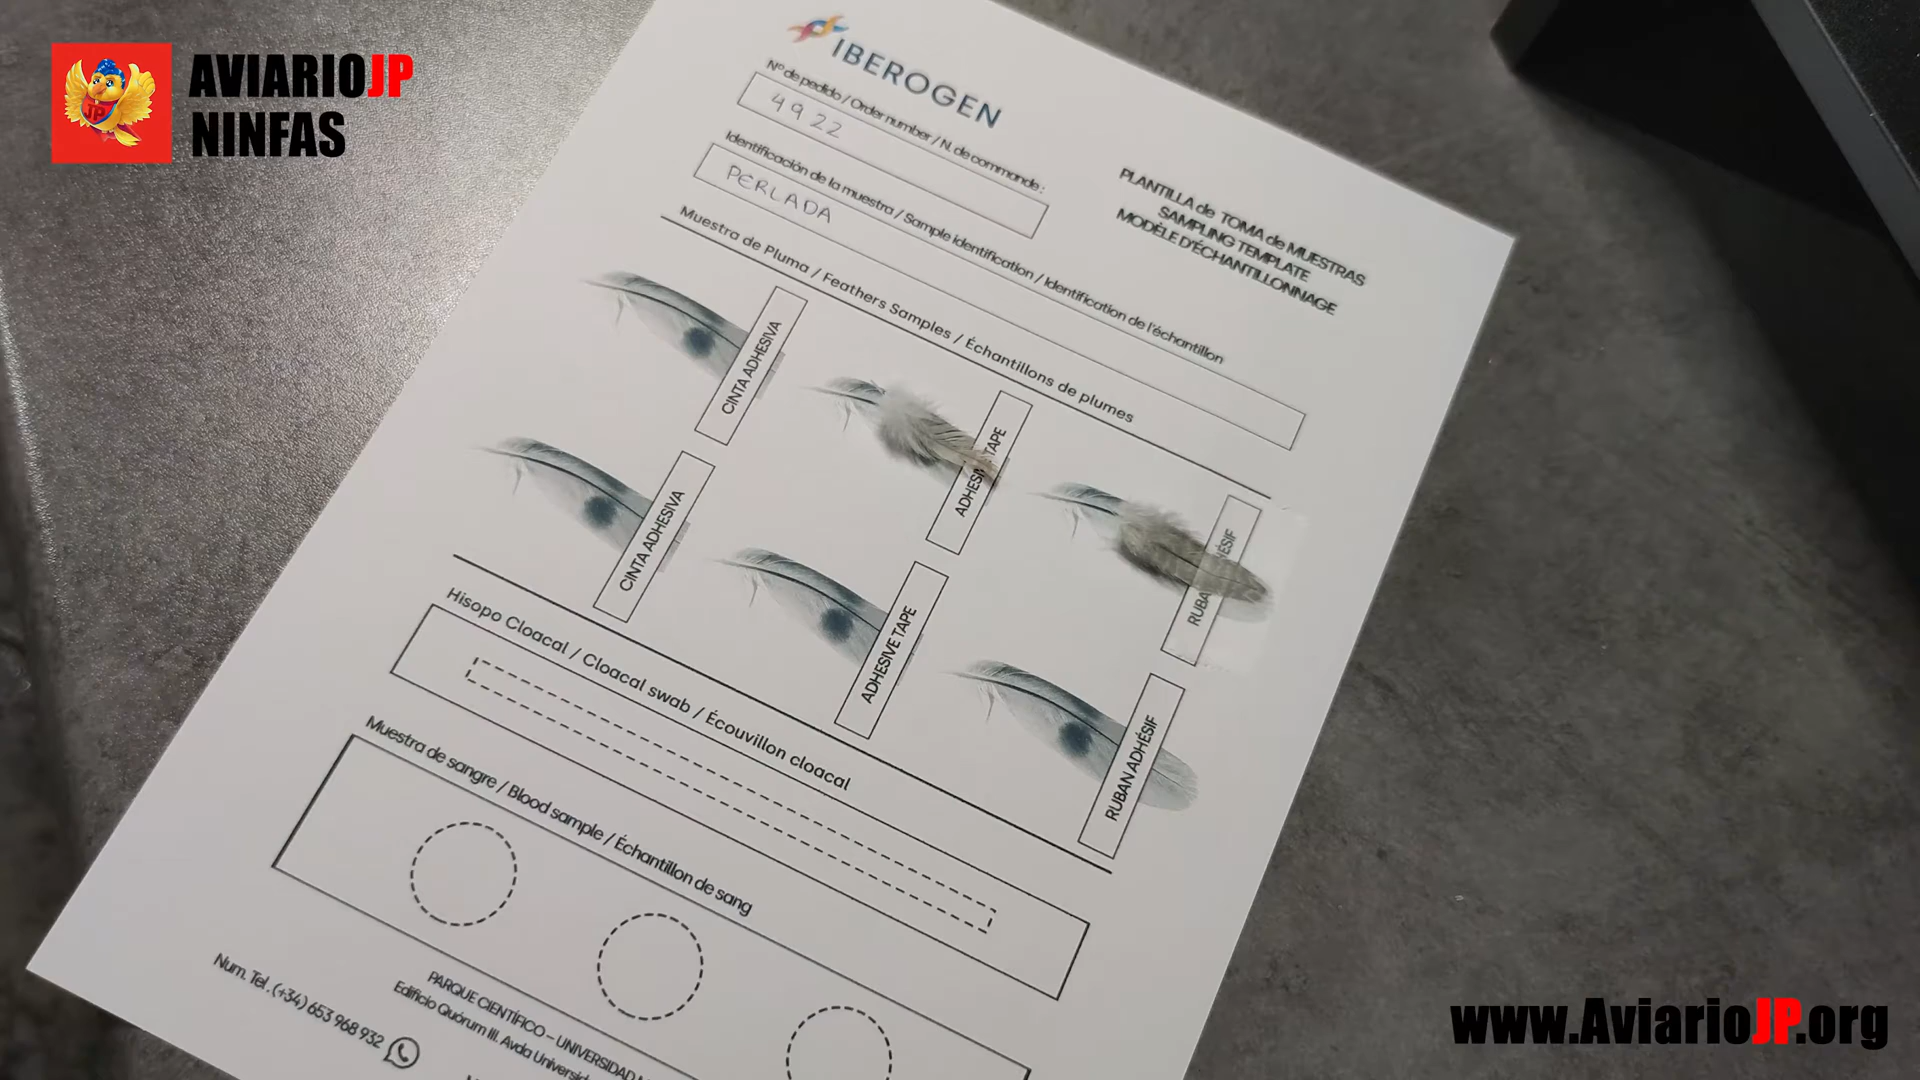 AVIARIOJP
NINFAS
IBEROGEN
Nº de pedido / Order number / N. de commande :
4922
Identificación de la muestra / Sample identification / Identification de l'échantillon
PERLADA
PLANTILLA de TOMA de MUESTRAS
SAMPLING TEMPLATE
MODÈLE D'ÉCHANTILLONNAGE
Muestra de Pluma / Feathers Samples / Échantillons de plumes
CINTA ADHESIVA
TAPE
CINTA ADHESIVA
ADHESIVE TAPE
RUBAN ADHÉSIF
Hisopo Cloacal / Cloacal swab / Écouvillon cloacal
Muestra de sangre / Blood sample / Échantillon de sang
PARQUE CIENTÍFICO – UNIVERSIDAD
Edificio Quórum III. Avda
Num. Tel. (+34) 653 968 932
www.AviarioJP.org